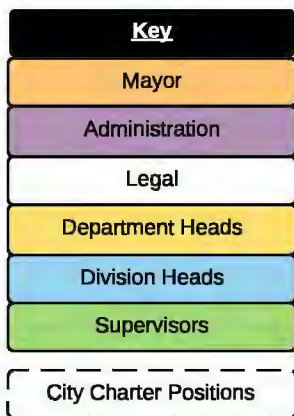 Key
Mayor
Administration
Legal
Department Heads
Division Heads
Supervisors
City Charter Positions